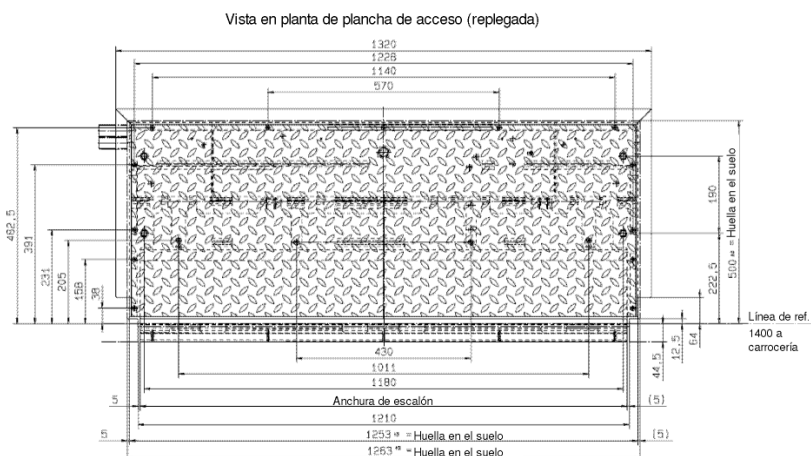 Vista en planta de plancha de acceso (replegada)
1320
1228
1140
570
482,5
391
231
205
158
38
190
222,5
= Huella en el suelo
Línea de ref.
1400 a
carrocería
64
12,5
44,5
430
1011
1180
5 Anchura de escalón (5)
1210
5 1253 = Huella en el suelo (5)
1263 = Huella en el suelo